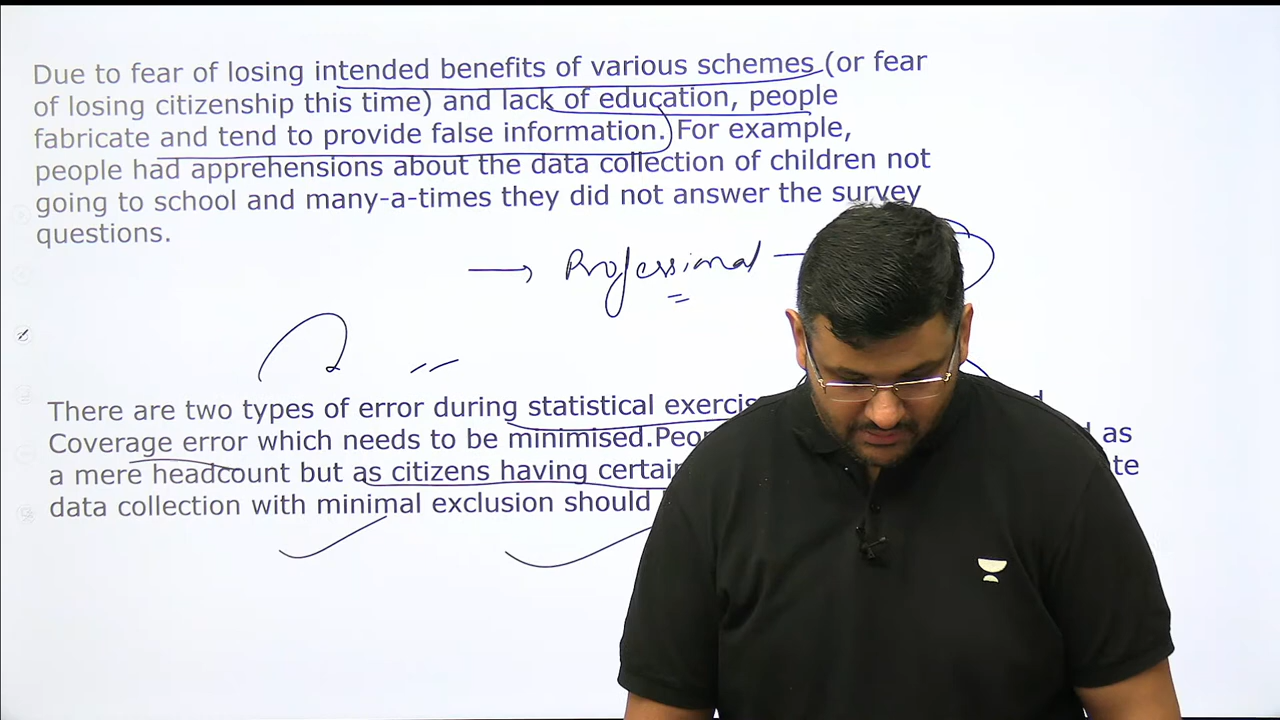 Due to fear of losing intended benefits of various schemes (or fear
of losing citizenship this time) and lack of education, people
fabricate and tend to provide false information. For example,
people had apprehensions about the data collection of children not
going to school and many-a-times they did not answer the survey
questions.
→ Professional
There are two types of error during statistical
Coverage error which needs to be minimised. as
a mere headcount but as citizens having
data collection with minimal exclusion should